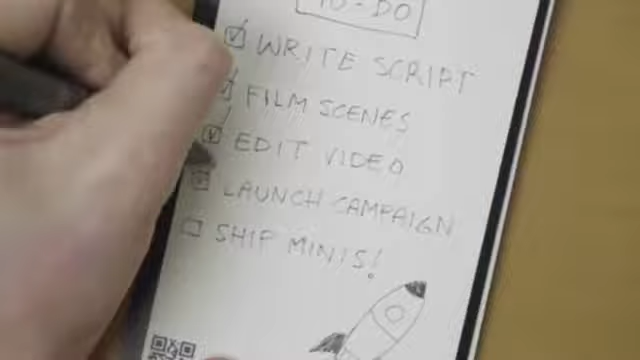 TO-DO
WRITE SCRIPT
FILM SCENES
EDIT VIDEO
LAUNCH CAMPAIGN
SHIP MINIS!